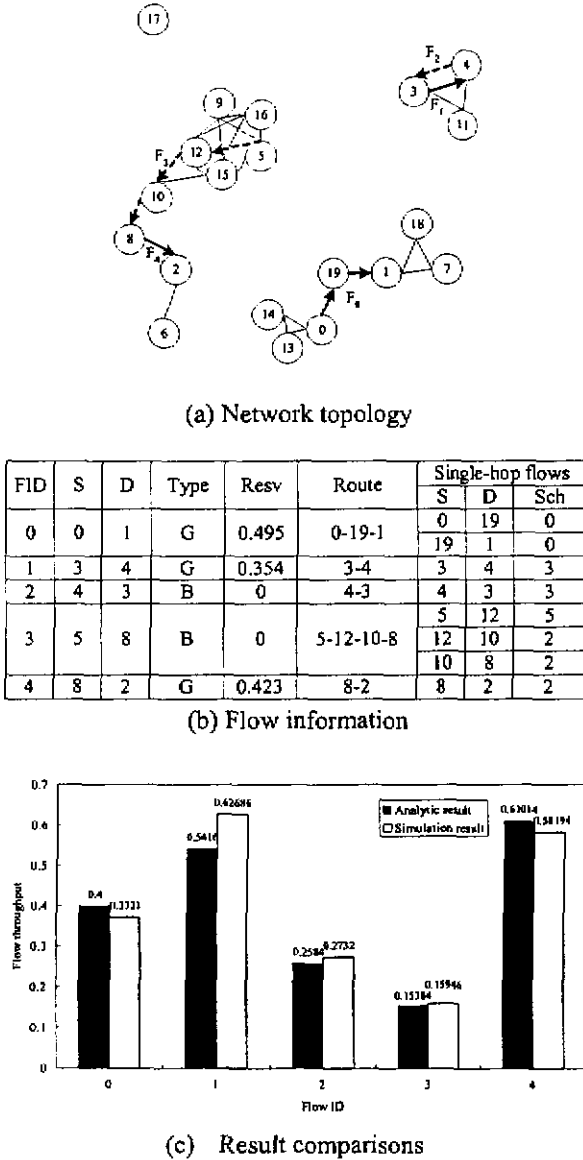 17
F2
4
3
F1
11
9
16
12
5
F3
15
10
8
F4
2
6
18
19
1
7
F0
14
0
13
(a) Network topology
FID S D Type Resv Route Single-hop flows
S D Sch
0 0 1 G 0.495 0-19-1 0 19 0
19 1 0
1 3 4 G 0.354 3-4 3 4 3
2 4 3 B 0 4-3 4 3 3
3 5 8 B 0 5-12-10-8 5 12 5
12 10 2
10 8 2
4 8 2 G 0.423 8-2 8 2 2
(b) Flow information
0.7
0.6
0.5
0.4
0.3
0.2
0.1
0
Flow throughput
Analytic result
Simulation result
0.4
0.3721
0.5416
0.62686
0.2584
0.2732
0.15384
0.15946
0.61014
0.58194
0 1 2 3 4
Flow ID
(c) Result comparisons